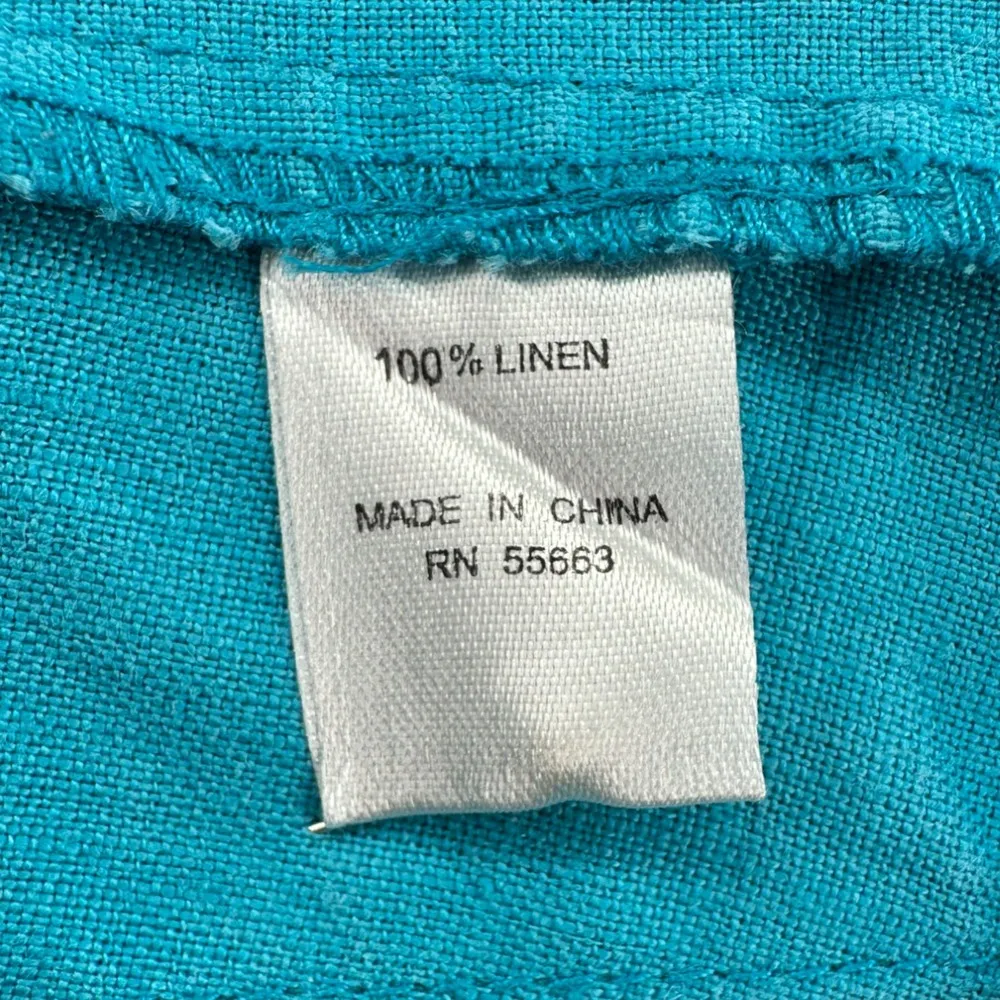 100% LINEN
MADE IN CHINA
RN 55663